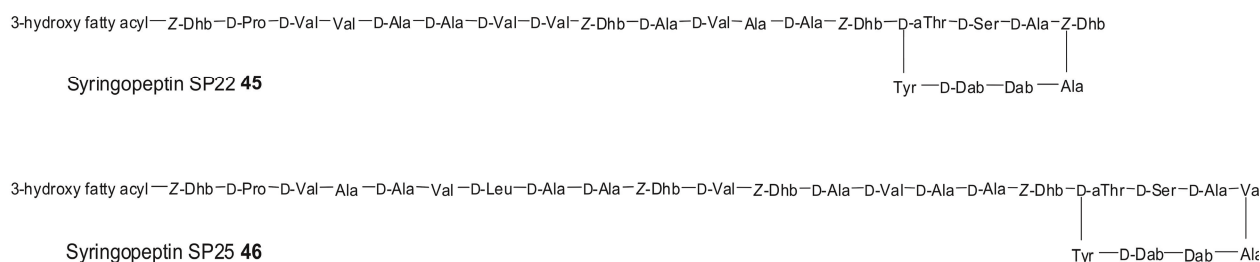 3-hydroxy fatty acyl—Z-Dhb—D-Pro—D-Val—Val—D-Ala—D-Ala—D-Val—D-Val—Z-Dhb—D-Ala—D-Val—Ala—D-Ala—Z-Dhb—D-aThr—D-Ser—D-Ala—Z-Dhb
Tyr—D-Dab—Dab—Ala
Syringopeptin SP22 45
3-hydroxy fatty acyl—Z-Dhb—D-Pro—D-Val—Ala—D-Ala—Val—D-Leu—D-Ala—D-Ala—Z-Dhb—D-Val—Z-Dhb—D-Ala—D-Val—D-Ala—D-Ala—Z-Dhb—D-aThr—D-Ser—D-Ala—Va
Tyr—D-Dab—Dab—Ala
Syringopeptin SP25 46